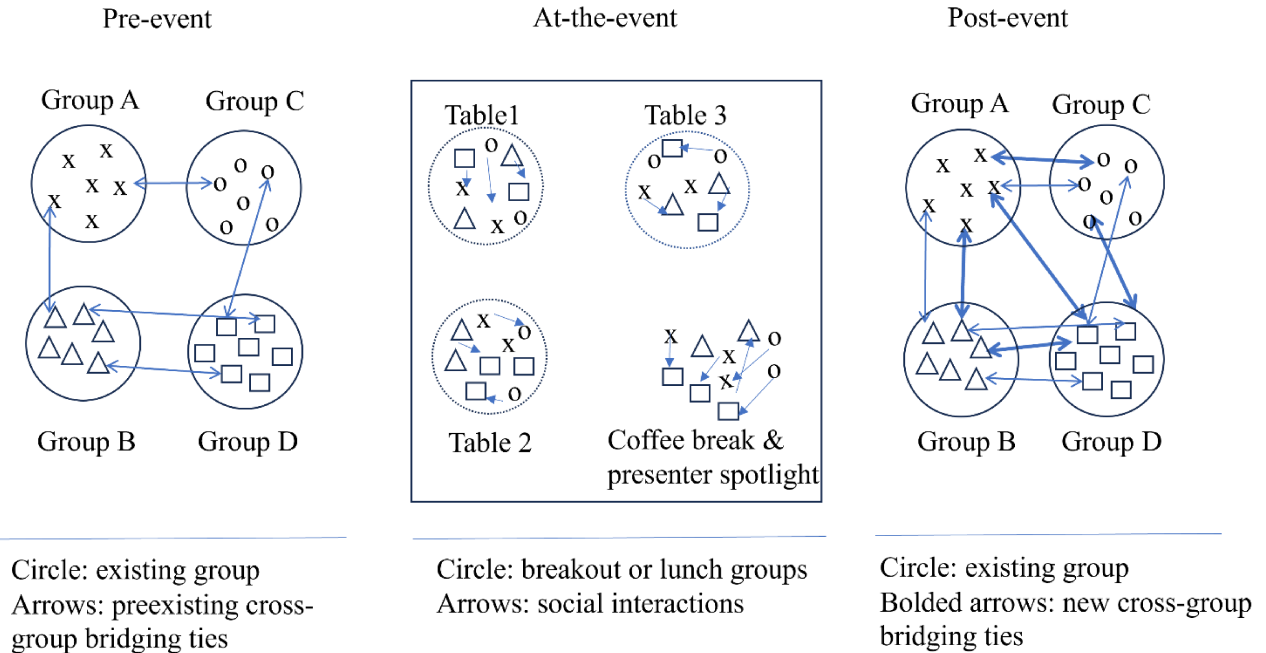 Pre-event
At-the-event
Post-event
Group A
Group C
x
x
x
x
x
x
o
o
o
o
o
o
Group B
Group D
Table1
o
x
x
o
Table 3
o
o
x
x
x
o
x
o
Table 2
x
o
x
o
x
o
Coffee break &
presenter spotlight
Group A
Group C
x
x
x
x
x
x
o
o
o
o
o
o
Group B
Group D
Circle: existing group
Arrows: preexisting cross-
group bridging ties
Circle: breakout or lunch groups
Arrows: social interactions
Circle: existing group
Bolded arrows: new cross-group
bridging ties